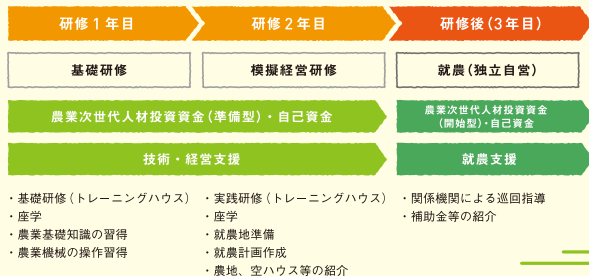 研修1年目
研修2年目
研修後(3年目)
基礎研修
模擬経営研修
就農(独立自営)
農業次世代人材投資資金(準備型)・自己資金
農業次世代人材投資資金
(開始型)・自己資金
技術・経営支援
就農支援
・基礎研修(トレーニングハウス)
・座学
・農業基礎知識の習得
・農業機械の操作習得
・実践研修(トレーニングハウス)
・座学
・就農地準備
・就農計画作成
・農地、空ハウス等の紹介
・関係機関による巡回指導
・補助金等の紹介